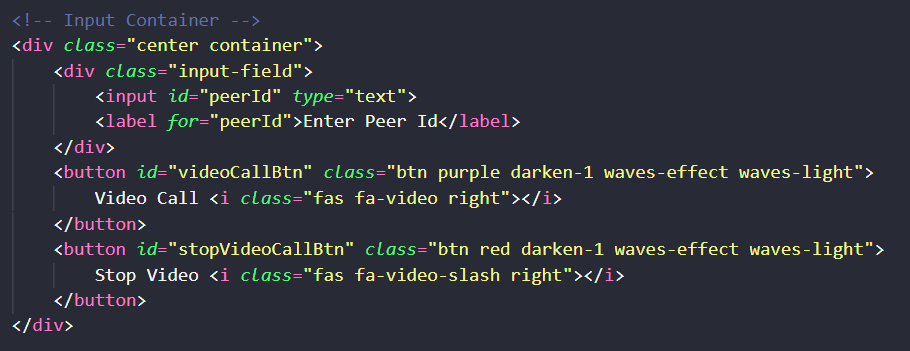 <!-- Input Container -->
<div class="center container">
    <div class="input-field">
        <input id="peerId" type="text">
        <label for="peerId">Enter Peer Id</label>
    </div>
    <button id="videoCallBtn" class="btn purple darken-1 waves-effect waves-light">
        Video Call <i class="fas fa-video right"></i>
    </button>
    <button id="stopVideoCallBtn" class="btn red darken-1 waves-effect waves-light">
        Stop Video <i class="fas fa-video-slash right"></i>
    </button>
</div>